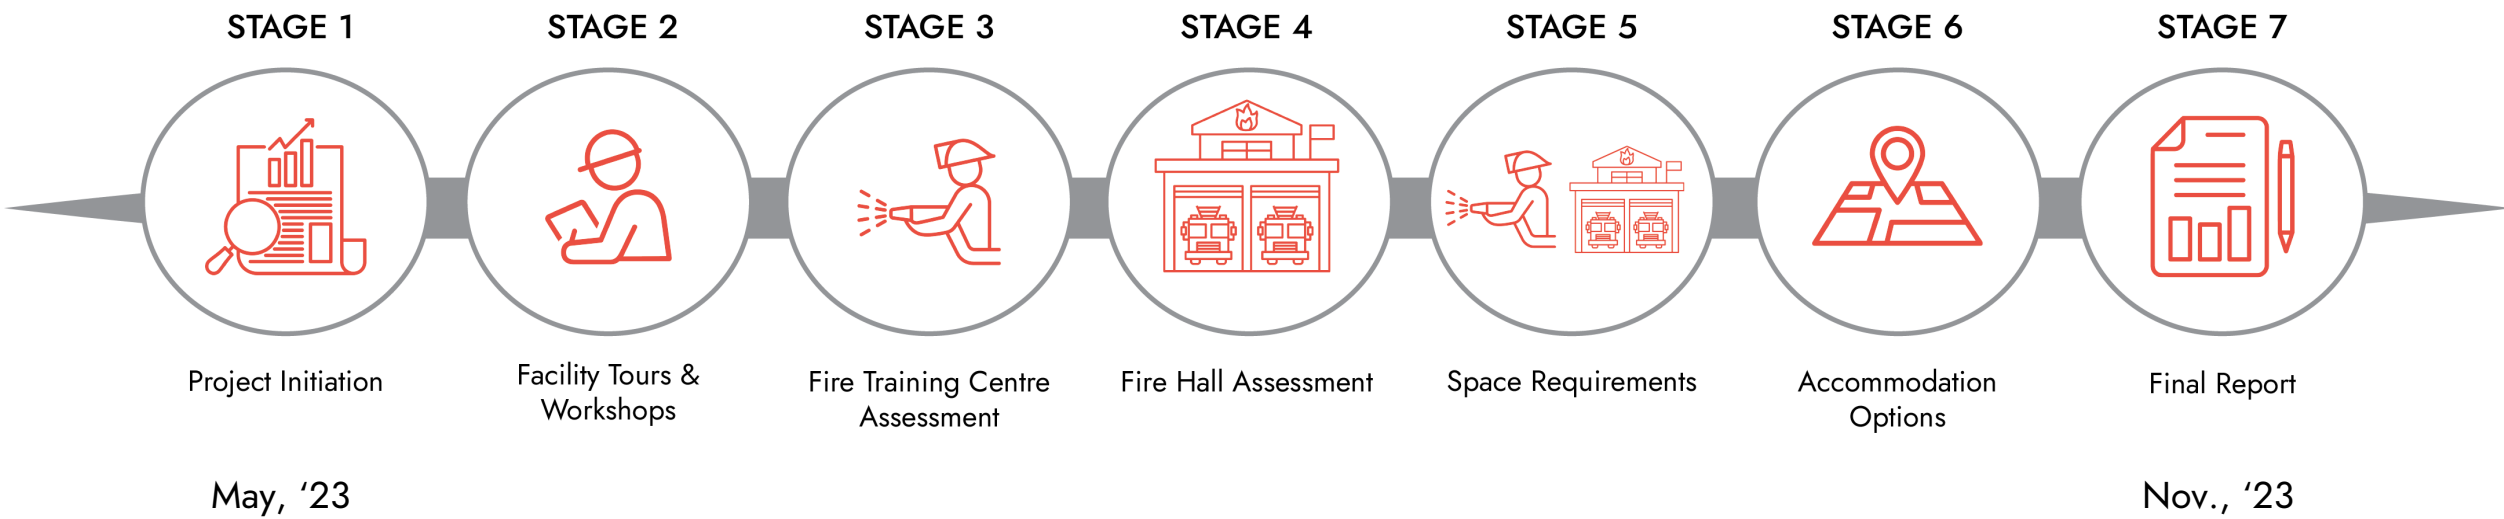 STAGE 1
STAGE 2
STAGE 3
STAGE 4
STAGE 5
STAGE 6
STAGE 7
Project Initiation
Facility Tours &
Workshops
Fire Training Centre
Assessment
Fire Hall Assessment
Space Requirements
Accommodation
Options
Final Report
May, ‘23
Nov., ‘23